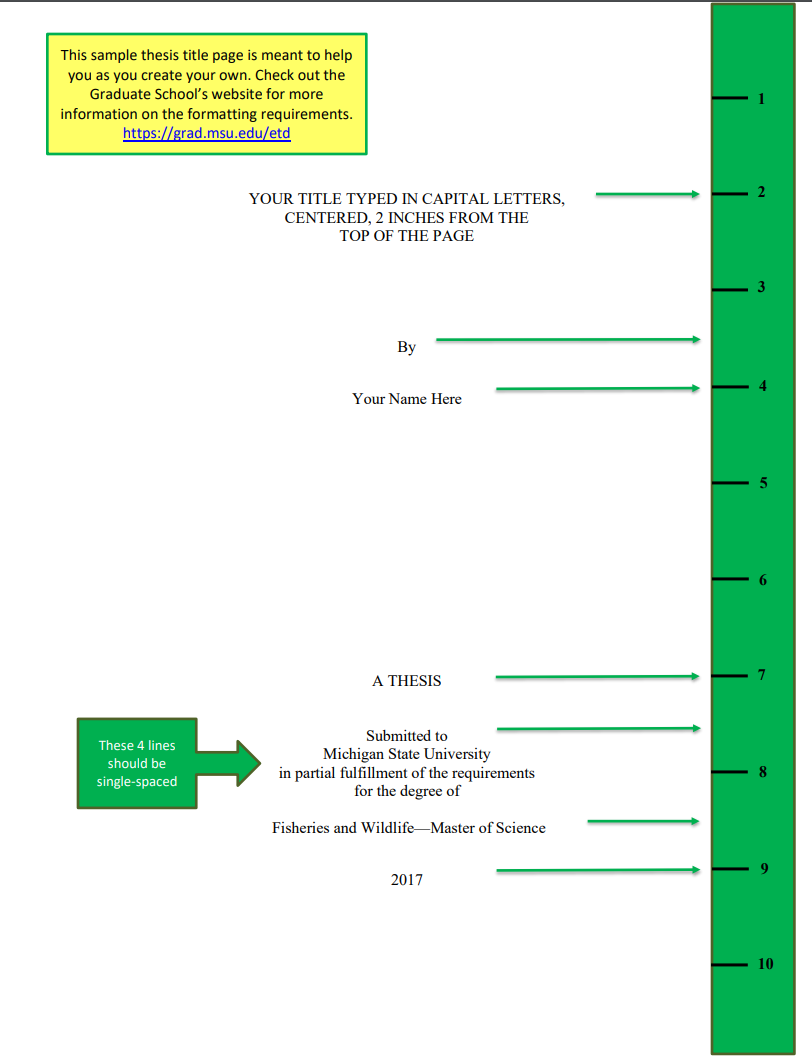 This sample thesis title page is meant to help
you as you create your own. Check out the
Graduate School’s website for more
information on the formatting requirements.
https://grad.msu.edu/etd
1
YOUR TITLE TYPED IN CAPITAL LETTERS,
CENTERED, 2 INCHES FROM THE
TOP OF THE PAGE
2
3
By
Your Name Here
4
5
6
A THESIS
7
These 4 lines
should be
single-spaced
Submitted to
Michigan State University
in partial fulfillment of the requirements
for the degree of
8
Fisheries and Wildlife—Master of Science
2017
9
10